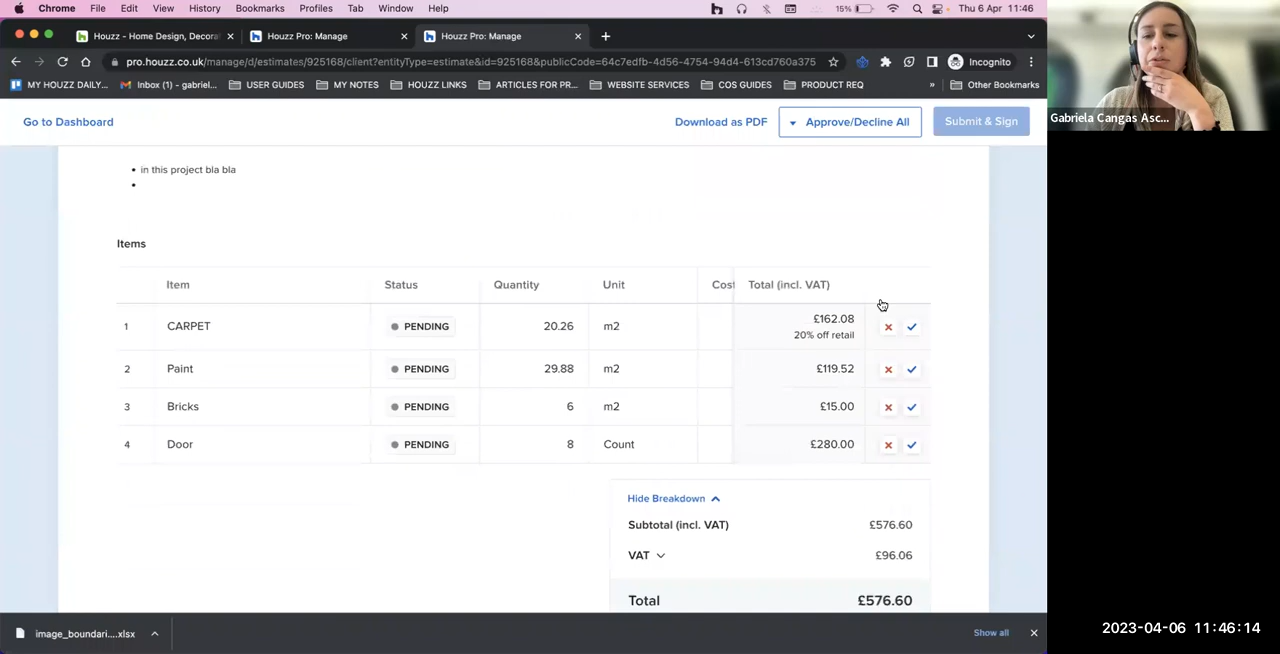 Chrome File Edit View History Bookmarks Profiles Tab Window Help 15% Thu 6 Apr 11:46
Houzz - Home Design, Decora Houzz Pro: Manage Houzz Pro: Manage
pro.houzz.co.uk/manage/d/estimates/925168/client?entityType=estimate&id=925168&publicCode=64c7edfb-4d56-4754-94d4-613cd760a375 Incognito
MY HOUZZ DAILY... Inbox (1) - gabriel... USER GUIDES MY NOTES HOUZZ LINKS ARTICLES FOR PR... WEBSITE SERVICES COS GUIDES PRODUCT REQ » Other Bookmarks
Gabriela Cangas Asc...
Go to Dashboard Download as PDF Approve/Decline All Submit & Sign
• in this project bla bla
•
Items
Item Status Quantity Unit Cost Total (incl. VAT)
1 CARPET PENDING 20.26 m2 £162.08
20% off retail
2 Paint PENDING 29.88 m2 £119.52
3 Bricks PENDING 6 m2 £15.00
4 Door PENDING 8 Count £280.00
Hide Breakdown
Subtotal (incl. VAT) £576.60
VAT £96.06
Total £576.60
image_boundari....xlsx Show all
2023-04-06 11:46:14